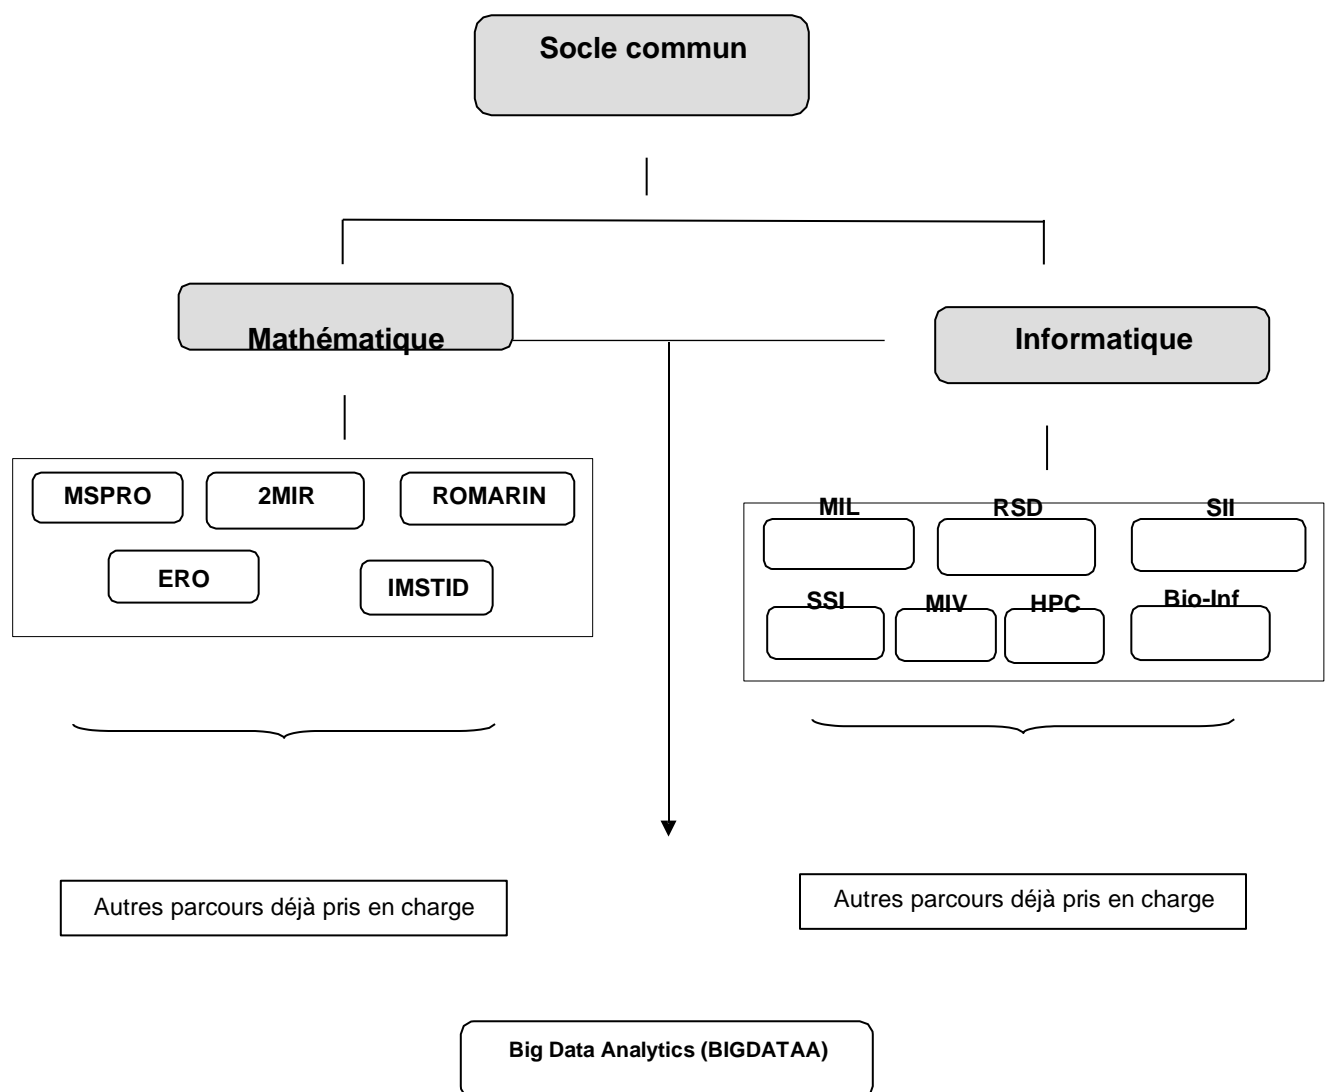 Socle commun
Mathématique
Informatique
MSPRO
2MIR
ROMARIN
ERO
IMSTID
MIL
RSD
SII
SSI
MIV
HPC
Bio-Inf
Autres parcours déjà pris en charge
Autres parcours déjà pris en charge
Big Data Analytics (BIGDATAA)